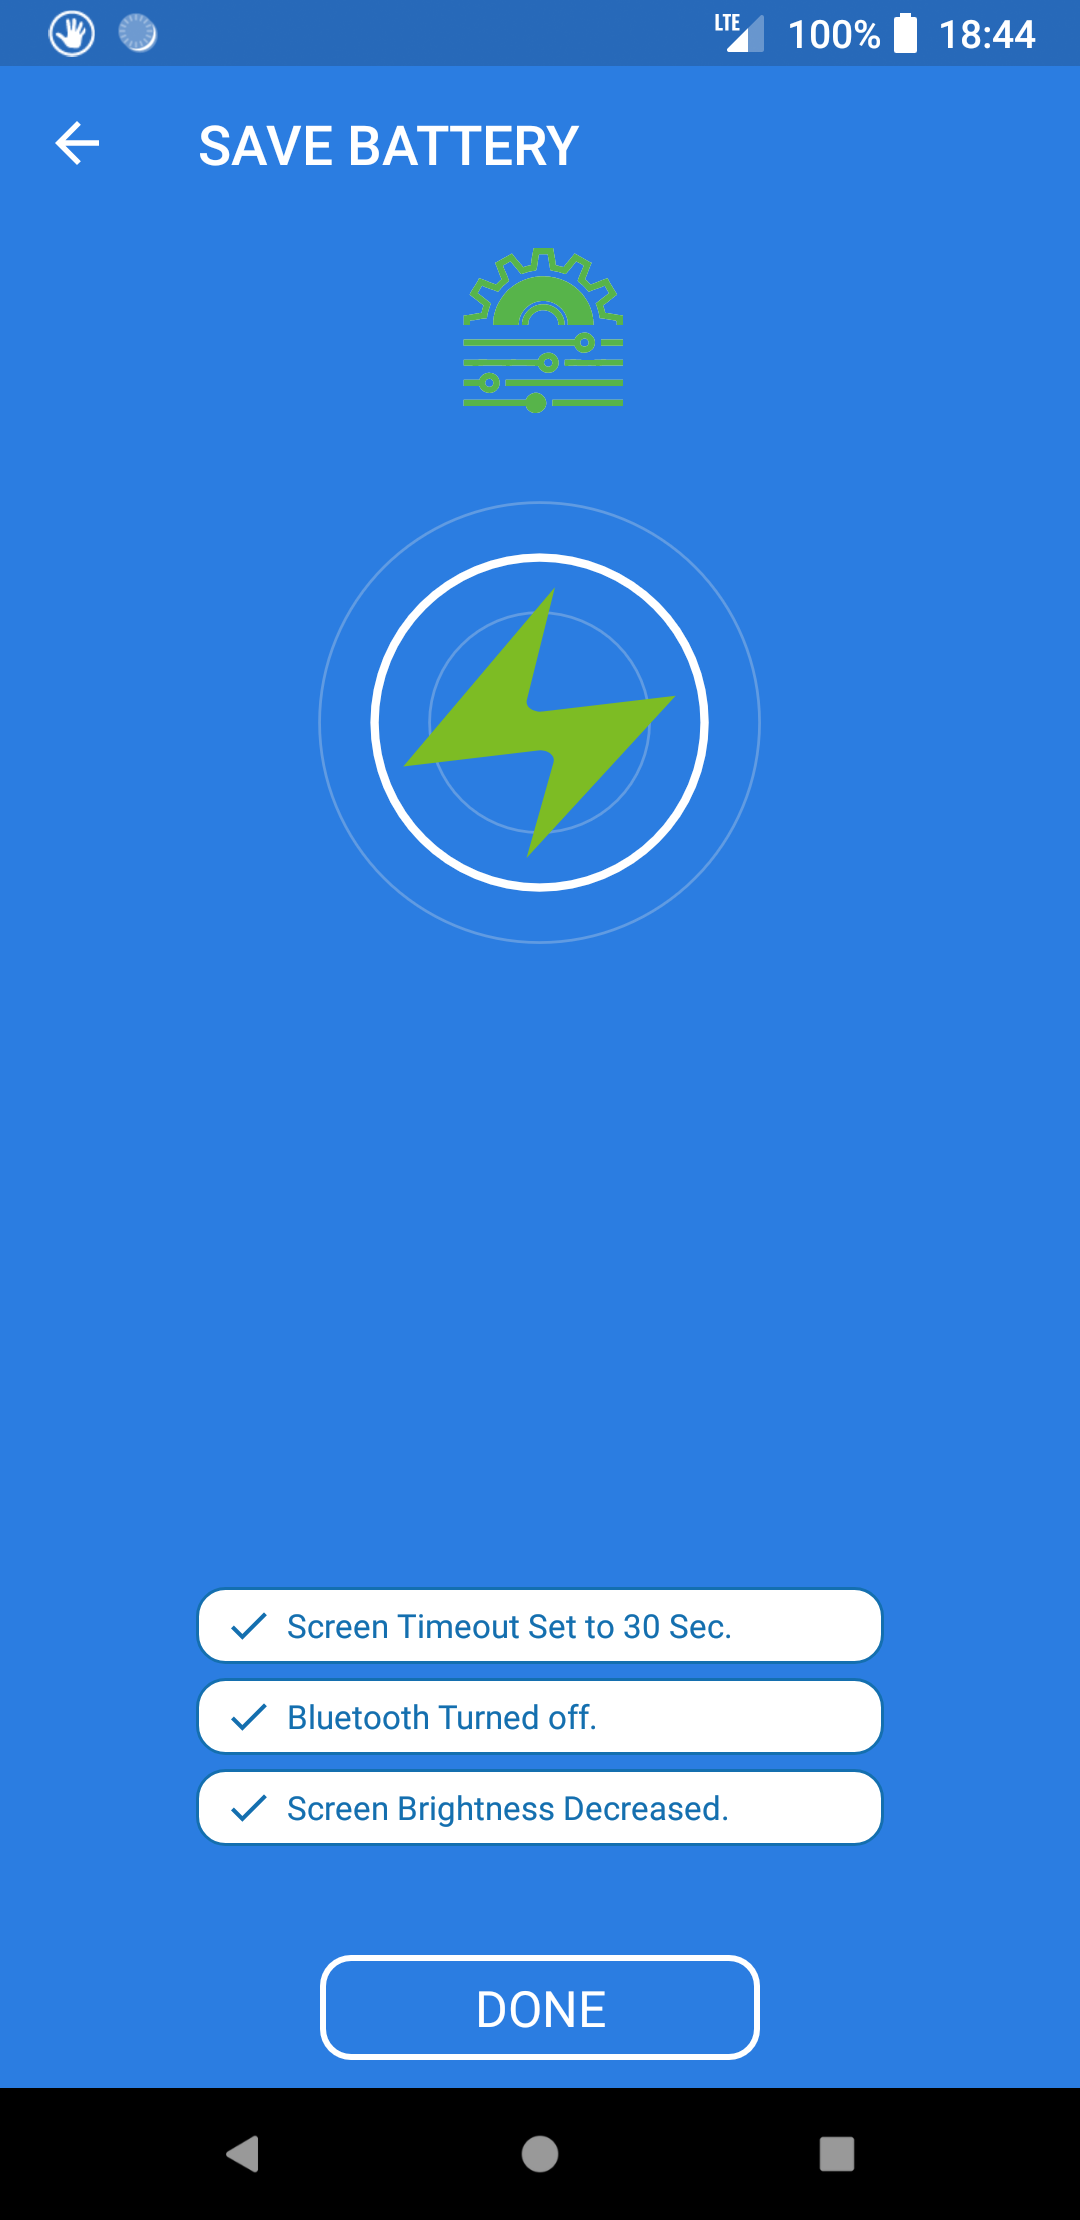 LTE 100% 18:44
SAVE BATTERY
Screen Timeout Set to 30 Sec.
Bluetooth Turned off.
Screen Brightness Decreased.
DONE